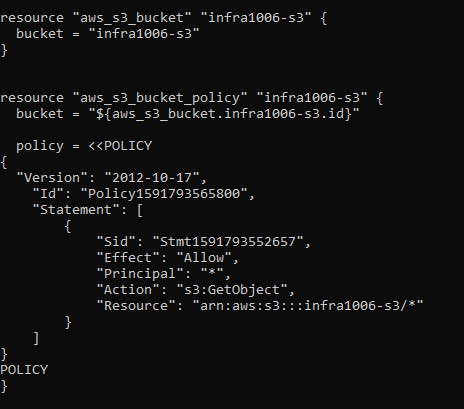 resource "aws_s3_bucket" "infra1006-s3" {
  bucket = "infra1006-s3"
}
resource "aws_s3_bucket_policy" "infra1006-s3" {
  bucket = "${aws_s3_bucket.infra1006-s3.id}"
  policy = <<POLICY
{
  "Version": "2012-10-17",
    "Id": "Policy1591793565800",
    "Statement": [
        {
            "Sid": "Stmt1591793552657",
            "Effect": "Allow",
            "Principal": "*",
            "Action": "s3:GetObject",
            "Resource": "arn:aws:s3:::infra1006-s3/*"
        }
    ]
}
POLICY
}